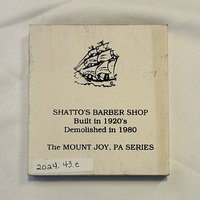 SHATTO'S BARBER SHOP
Built in 1920's
Demolished in 1980
The MOUNT JOY, PA SERIES
2024.43.c